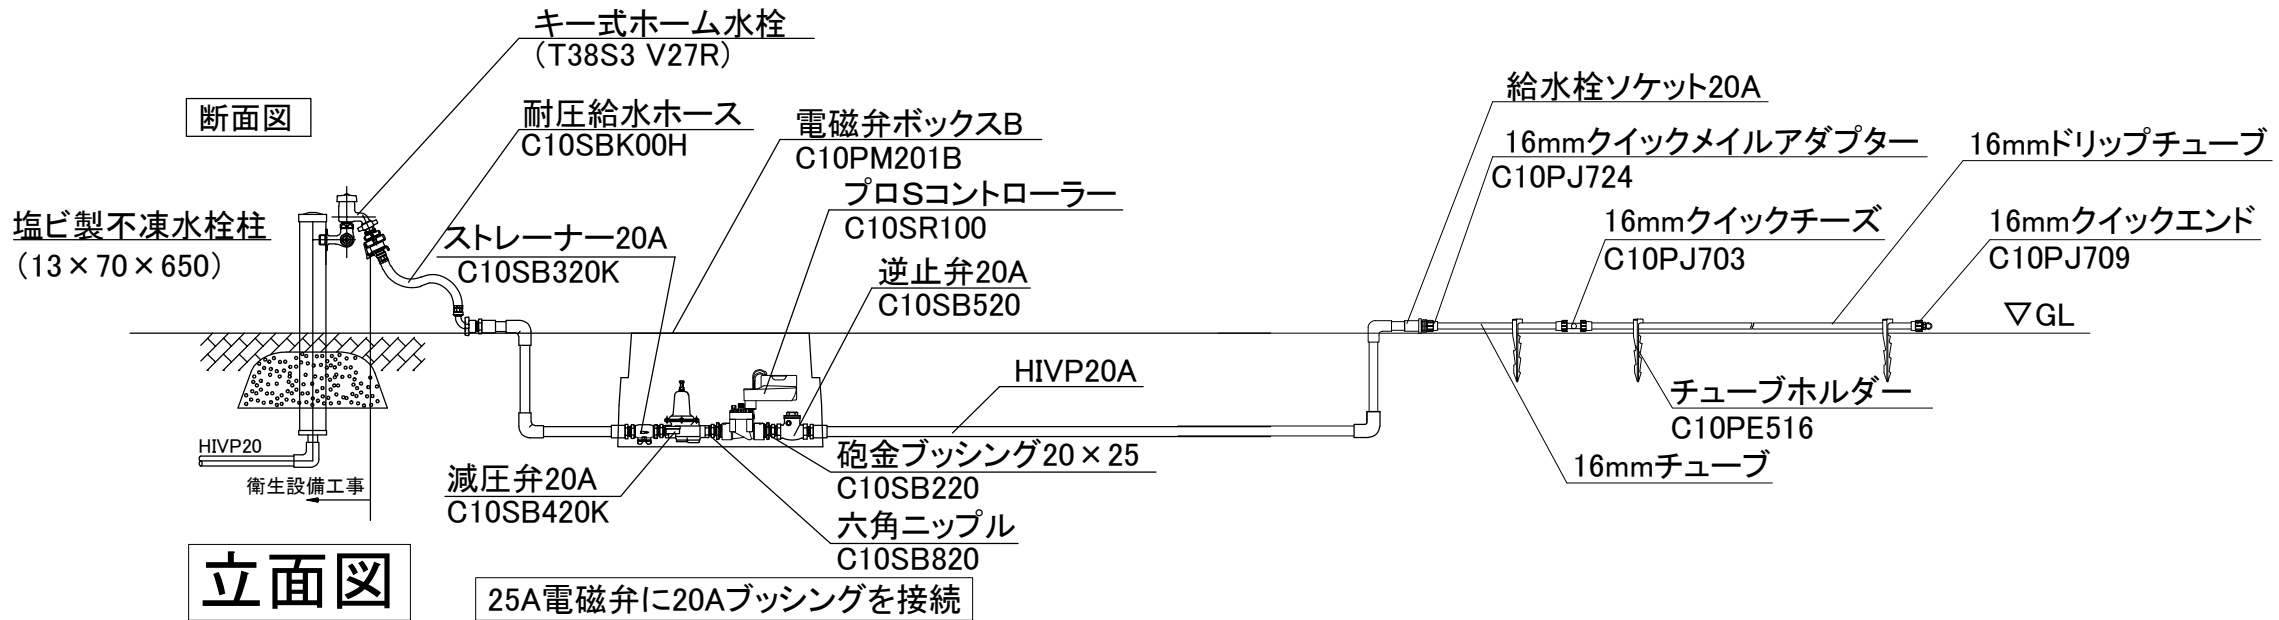 キー式ホーム水栓
（T38S3 V27R）
断面図
耐圧給水ホース
C10SBK00H
電磁弁ボックスB
C10PM201B
プロSコントローラー
C10SR100
塩ビ製不凍水栓柱
（13×70×650）
ストレーナー20A
C10SB320K
逆止弁20A
C10SB520
給水栓ソケット20A
16mmクイックメイルアダプター
C10PJ724
16mmドリップチューブ
16mmクイックチーズ
C10PJ703
16mmクイックエンド
C10PJ709
▽GL
HIVP20A
チューブホルダー
C10PE516
16mmチューブ
HIVP20
衛生設備工事
減圧弁20A
C10SB420K
砲金ブッシング20×25
C10SB220
六角ニップル
C10SB820
立面図
25A電磁弁に20Aブッシングを接続